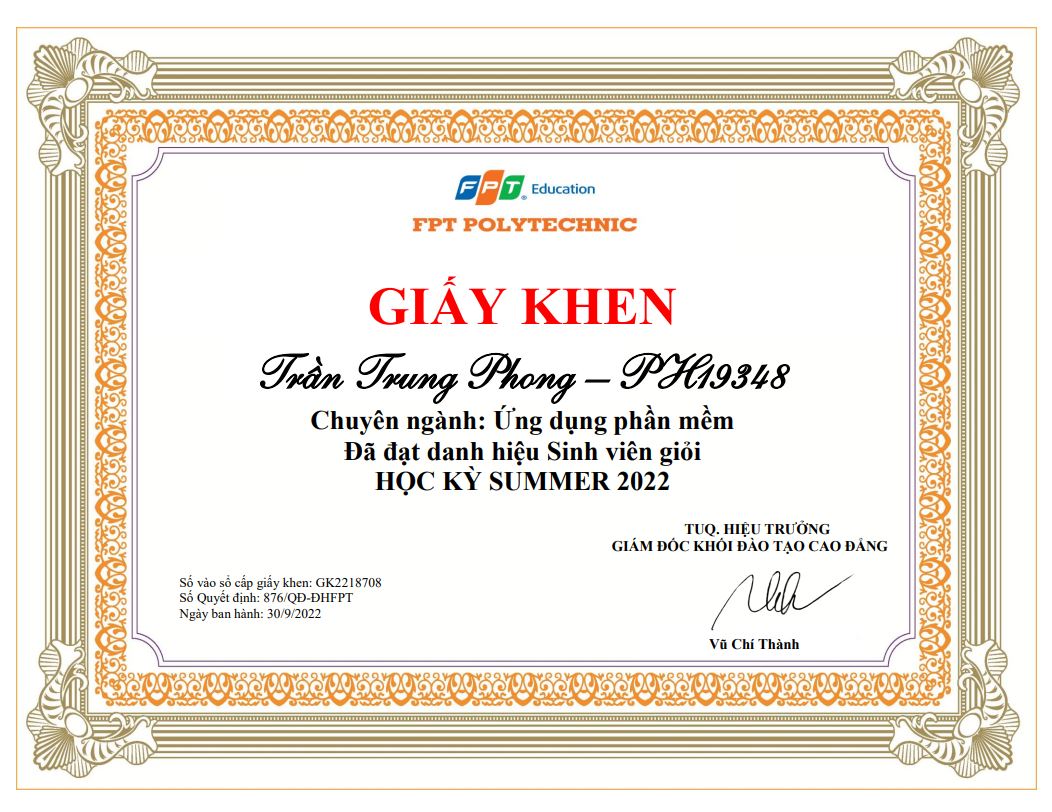 FPT Education
FPT POLYTECHNIC
GIẤY KHEN
Trần Trung Phong – PH19348
Chuyên ngành: Ứng dụng phần mềm
Đã đạt danh hiệu Sinh viên giỏi
HỌC KỲ SUMMER 2022
TUQ. HIỆU TRƯỞNG
GIÁM ĐỐC KHỐI ĐÀO TẠO CAO ĐẲNG
Số vào sổ cấp giấy khen: GK2218708
Số Quyết định: 876/QĐ-ĐHFPT
Ngày ban hành: 30/9/2022
Vũ Chí Thành